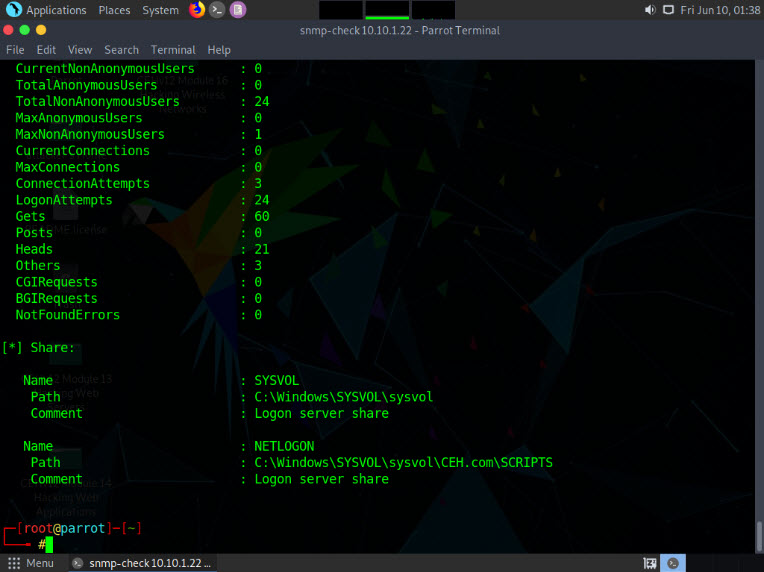 Applications Places System Fri Jun 10, 01:38
snmp-check 10.10.1.22 - Parrot Terminal
File Edit View Search Terminal Help
CurrentNonAnonymousUsers : 0
TotalAnonymousUsers : 0
TotalNonAnonymousUsers : 24
MaxAnonymousUsers : 0
MaxNonAnonymousUsers : 1
CurrentConnections : 0
MaxConnections : 0
ConnectionAttempts : 3
LogonAttempts : 24
Gets : 60
Posts : 0
Heads : 21
Others : 3
CGIRequests : 0
BGIRequests : 0
NotFoundErrors : 0
[*] Share:
Name : SYSVOL
Path : C:\Windows\SYSVOL\sysvol
Comment : Logon server share
Name : NETLOGON
Path : C:\Windows\SYSVOL\sysvol\CEH.com\SCRIPTS
Comment : Logon server share
[root@parrot]-[~]
#
Menu snmp-check 10.10.1.22 ...